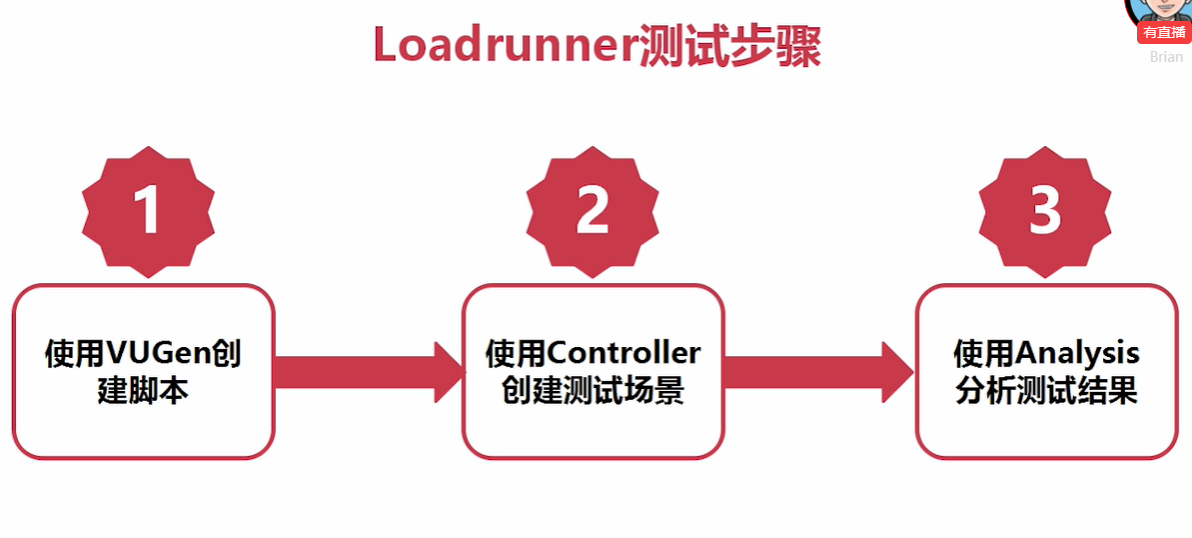 Loadrunner测试步骤
有直播
Brian
1
2
3
使用VUGen创
建脚本
使用Controller
创建测试场景
使用Analysis
分析测试结果